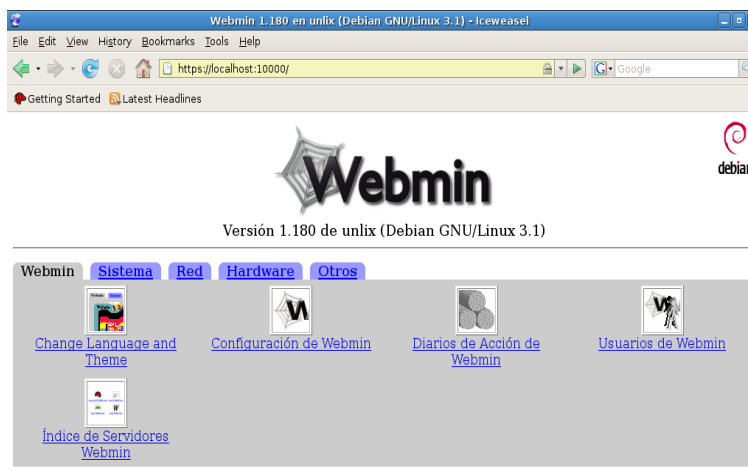 Webmin 1.180 en unlix (Debian GNU/Linux 3.1) - Iceweasel
File Edit View History Bookmarks Tools Help
https://localhost:10000/
G Google
Getting Started Latest Headlines
Webmin
debian
Versión 1.180 de unlix (Debian GNU/Linux 3.1)
Webmin Sistema Red Hardware Otros
Change Language and Theme
Configuración de Webmin
Diarios de Acción de Webmin
Usuarios de Webmin
Índice de Servidores Webmin